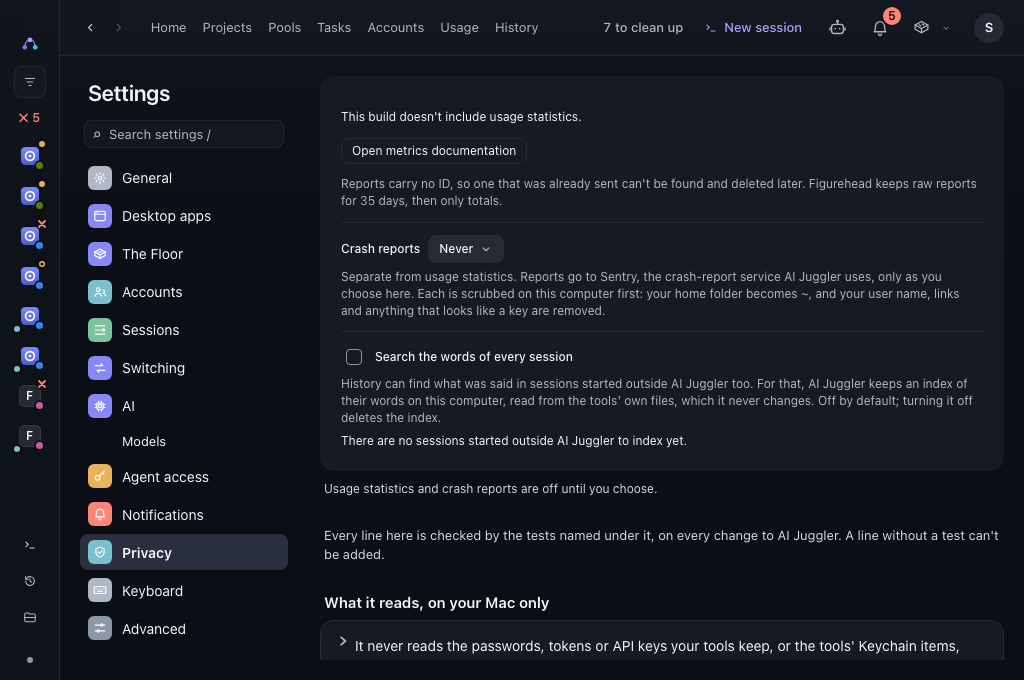 Home Projects Pools Tasks Accounts Usage History 7 to clean up New session 5 S
5
F
F
Settings
Search settings /
General
Desktop apps
The Floor
Accounts
Sessions
Switching
AI
Models
Agent access
Notifications
Privacy
Keyboard
Advanced
This build doesn't include usage statistics.
Open metrics documentation
Reports carry no ID, so one that was already sent can't be found and deleted later. Figurehead keeps raw reports
for 35 days, then only totals.
Crash reports Never
Separate from usage statistics. Reports go to Sentry, the crash-report service AI Juggler uses, only as you
choose here. Each is scrubbed on this computer first: your home folder becomes ~, and your user name, links
and anything that looks like a key are removed.
Search the words of every session
History can find what was said in sessions started outside AI Juggler too. For that, AI Juggler keeps an index of
their words on this computer, read from the tools' own files, which it never changes. Off by default; turning it off
deletes the index.
There are no sessions started outside AI Juggler to index yet.
Usage statistics and crash reports are off until you choose.
Every line here is checked by the tests named under it, on every change to AI Juggler. A line without a test can't
be added.
What it reads, on your Mac only
It never reads the passwords, tokens or API keys your tools keep, or the tools' Keychain items,